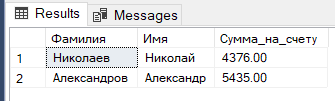 Results Messages
Фамилия Имя Сумма_на_счету
1 Николаев Николай 4376.00
2 Александров Александр 5435.00